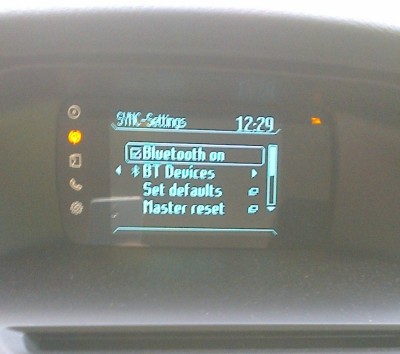 SYNC-Settings 12:29
Bluetooth on
BT Devices
Set defaults
Master reset